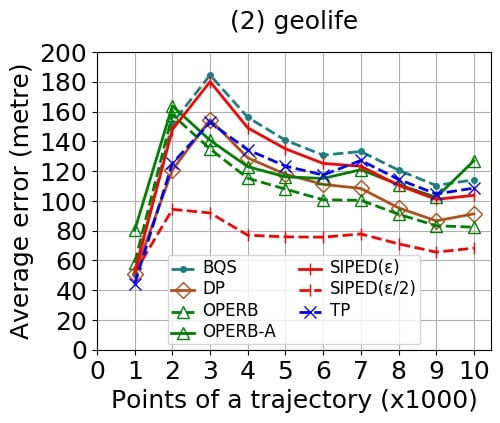 (2) geolife
Average error (metre)
200
180
160
140
120
100
80
60
40
20
0
BQS
DP
OPERB
OPERB-A
SIPED(ε)
SIPED(ε/2)
TP
0 1 2 3 4 5 6 7 8 9 10
Points of a trajectory (x1000)